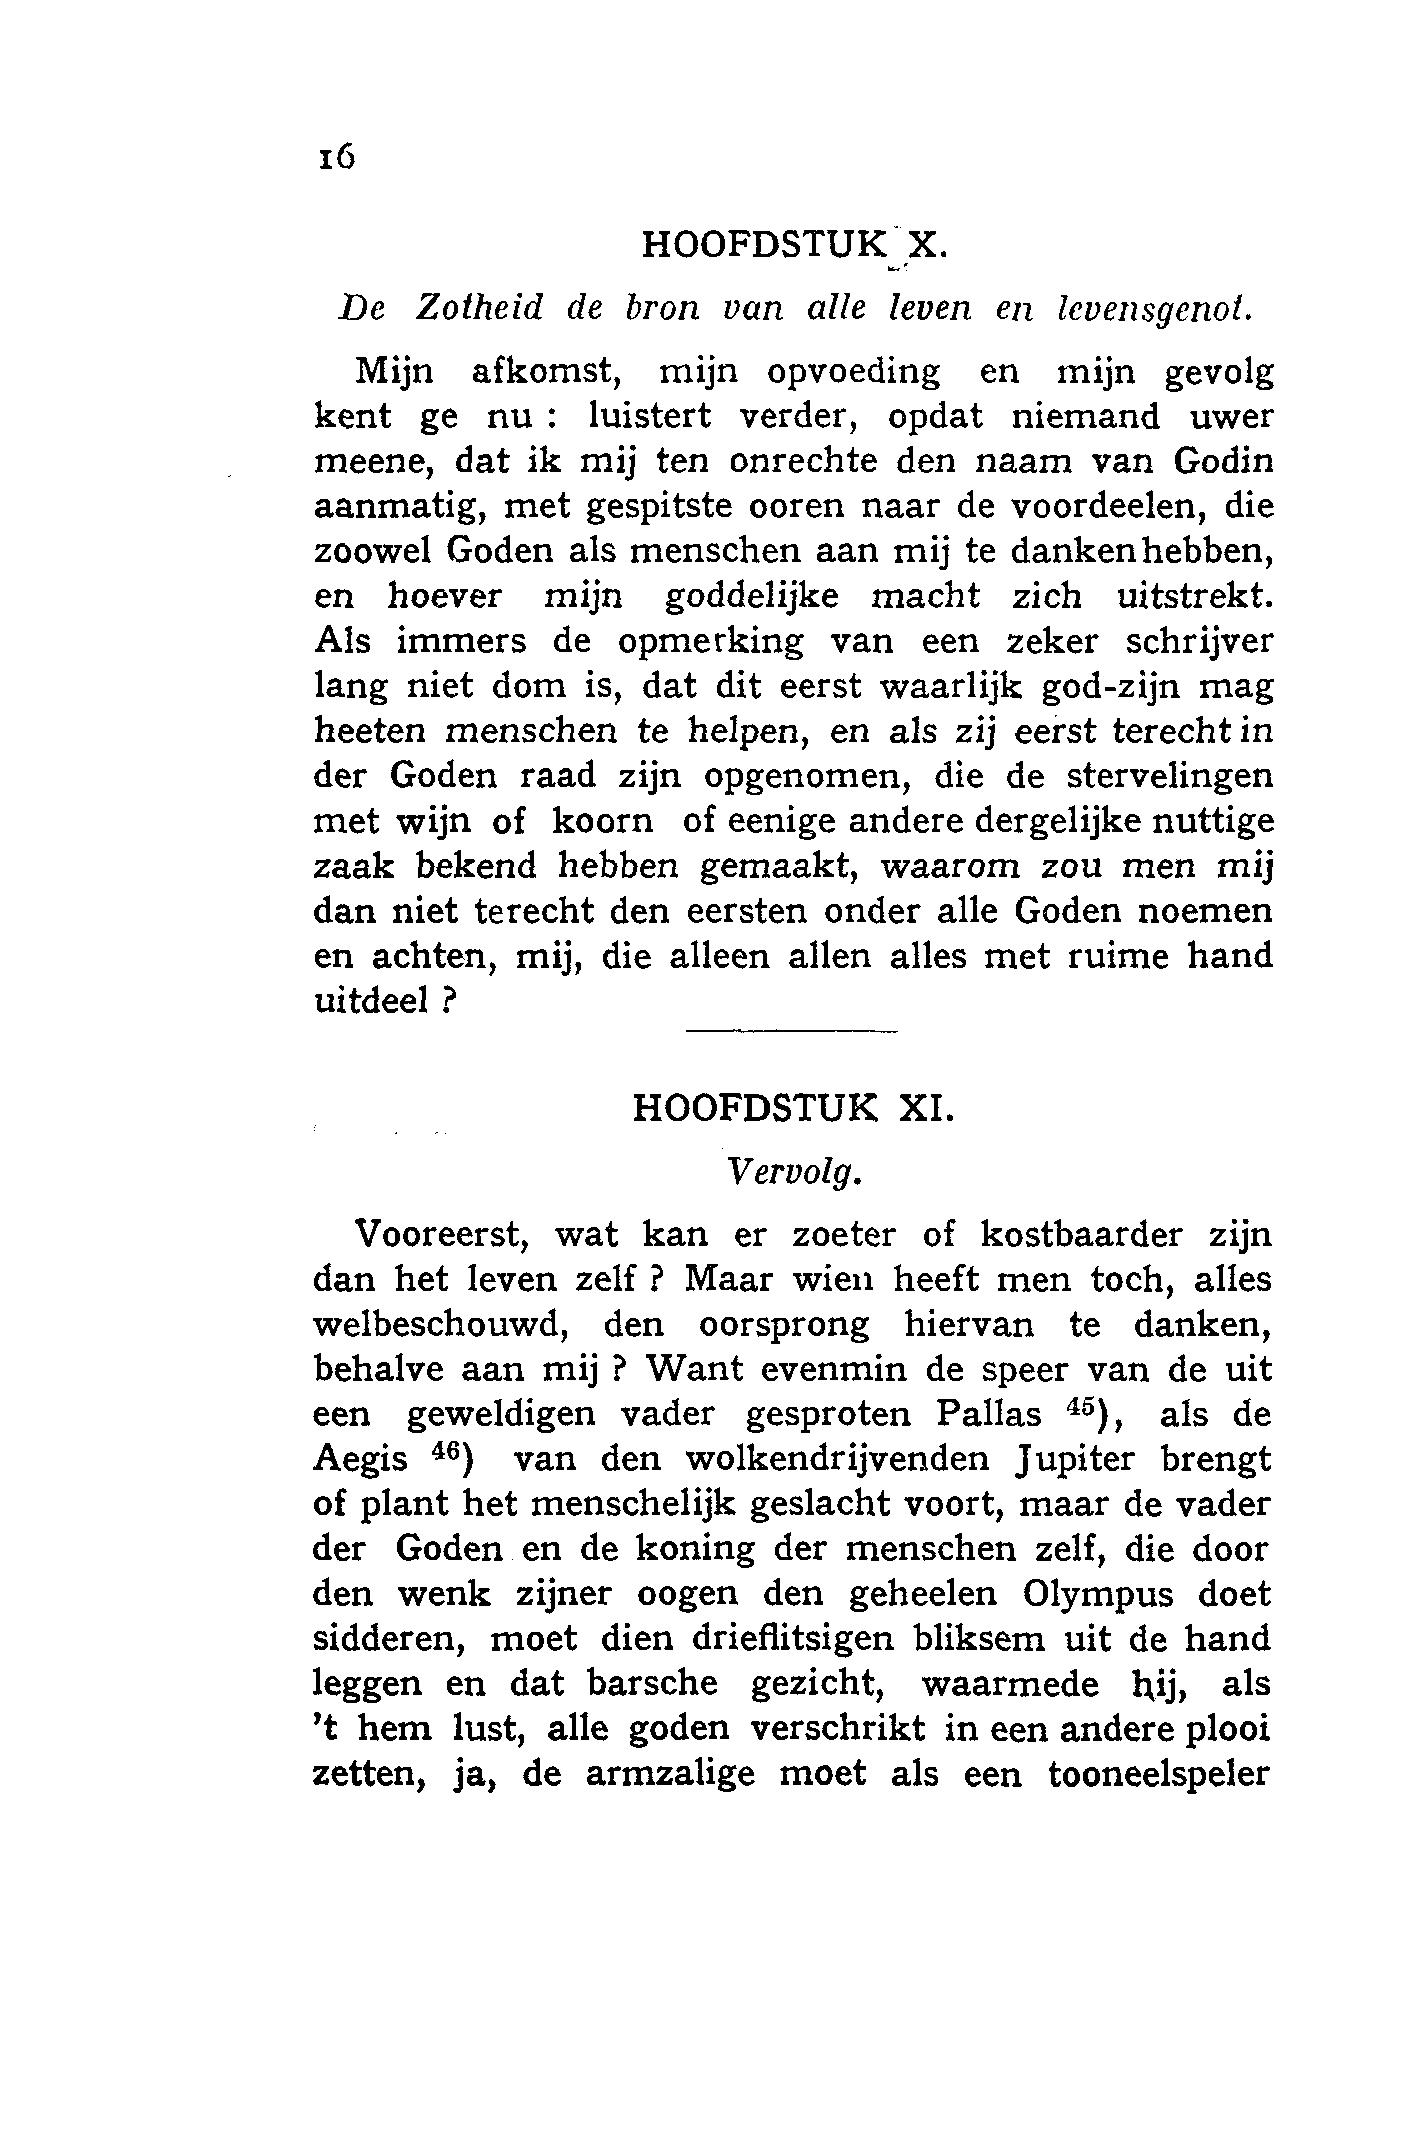 16
HOOFDSTUK X.
De Zotheid de bron van alle leven en levensgenot.
Mijn afkomst, mijn opvoeding en mijn gevolg
kent ge nu : luistert verder, opdat niemand uwer
meene, dat ik mij ten onrechte den naam van Godin
aanmatig, met gespitste ooren naar de voordeelen, die
zoowel Goden als menschen aan mij te danken hebben,
en hoever mijn goddelijke macht zich uitstrekt.
Als immers de opmerking van een zeker schrijver
lang niet dom is, dat dit eerst waarlijk god-zijn mag
heeten menschen te helpen, en als zij eerst terecht in
der Goden raad zijn opgenomen, die de stervelingen
met wijn of koorn of eenige andere dergelijke nuttige
zaak bekend hebben gemaakt, waarom zou men mij
dan niet terecht den eersten onder alle Goden noemen
en achten, mij, die alleen allen alles met ruime hand
uitdeel ?
HOOFDSTUK XI.
Vervolg.
Vooreerst, wat kan er zoeter of kostbaarder zijn
dan het leven zelf ? Maar wien heeft men toch, alles
welbeschouwd, den oorsprong hiervan te danken,
behalve aan mij ? Want evenmin de speer van de uit
een geweldigen vader gesproten Pallas 45), als de
Aegis 46) van den wolkendrijvenden Jupiter brengt
of plant het menschelijk geslacht voort, maar de vader
der Goden en de koning der menschen zelf, die door
den wenk zijner oogen den geheelen Olympus doet
sidderen, moet dien drieflitsigen bliksem uit de hand
leggen en dat barsche gezicht, waarmede hij, als
't hem lust, alle goden verschrikt in een andere plooi
zetten, ja, de armzalige moet als een tooneelspeler